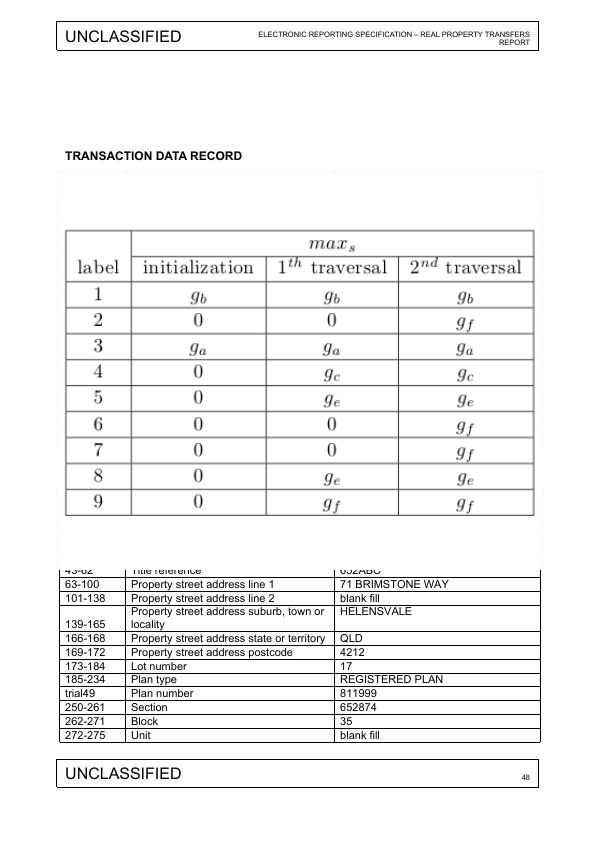 UNCLASSIFIED
ELECTRONIC REPORTING SPECIFICATION – REAL PROPERTY TRANSFERS
REPORT
TRANSACTION DATA RECORD
max_s
label initialization 1^th traversal 2^nd traversal
1 g_b g_b g_b
2 0 0 g_f
3 g_a g_a g_a
4 0 g_c g_c
5 0 g_e g_e
6 0 0 g_f
7 0 0 g_f
8 0 g_e g_e
9 0 g_f g_f
43-62 Title reference 652ABC
63-100 Property street address line 1 71 BRIMSTONE WAY
101-138 Property street address line 2 blank fill
Property street address suburb, town or HELENSVALE
139-165 locality
166-168 Property street address state or territory QLD
169-172 Property street address postcode 4212
173-184 Lot number 17
185-234 Plan type REGISTERED PLAN
trial49 Plan number 811999
250-261 Section 652874
262-271 Block 35
272-275 Unit blank fill
UNCLASSIFIED
48